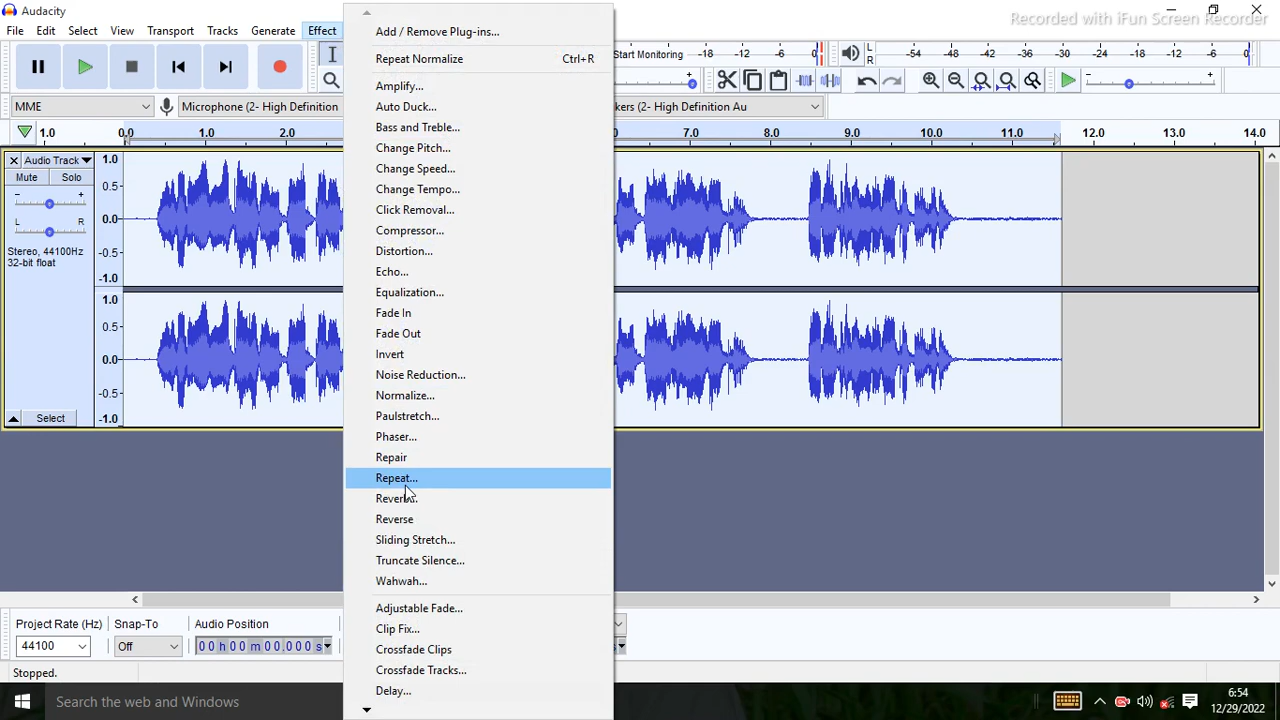 Audacity
Recorded with iFun Screen Recorder
File Edit Select View Transport Tracks Generate Effect
Add / Remove Plug-ins...
Repeat Normalize Ctrl+R
Amplify...
Auto Duck...
Bass and Treble...
Change Pitch...
Change Speed...
Change Tempo...
Click Removal...
Compressor...
Distortion...
Echo...
Equalization...
Fade In
Fade Out
Invert
Noise Reduction...
Normalize...
Paulstretch...
Phaser...
Repair
Repeat...
Reverb...
Reverse
Sliding Stretch...
Truncate Silence...
Wahwah...
Adjustable Fade...
Clip Fix...
Crossfade Clips
Crossfade Tracks...
Delay...
Start Monitoring -18 -12 -6 0
L
R
-54 -48 -42 -36 -30 -24 -18 -12 -6 0
MME
Microphone (2- High Definition
kers (2- High Definition Au
1.0 0.0 1.0 2.0
7.0 8.0 9.0 10.0 11.0 12.0 13.0 14.0
Audio Track
Mute Solo
- +
L R
Stereo, 44100Hz
32-bit float
Select
1.0
0.5
0.0
-0.5
-1.0
1.0
0.5
0.0
-0.5
-1.0
Project Rate (Hz) Snap-To Audio Position
44100 Off 00 h 00 m 00.000 s
Stopped.
Search the web and Windows
6:54
12/29/2022